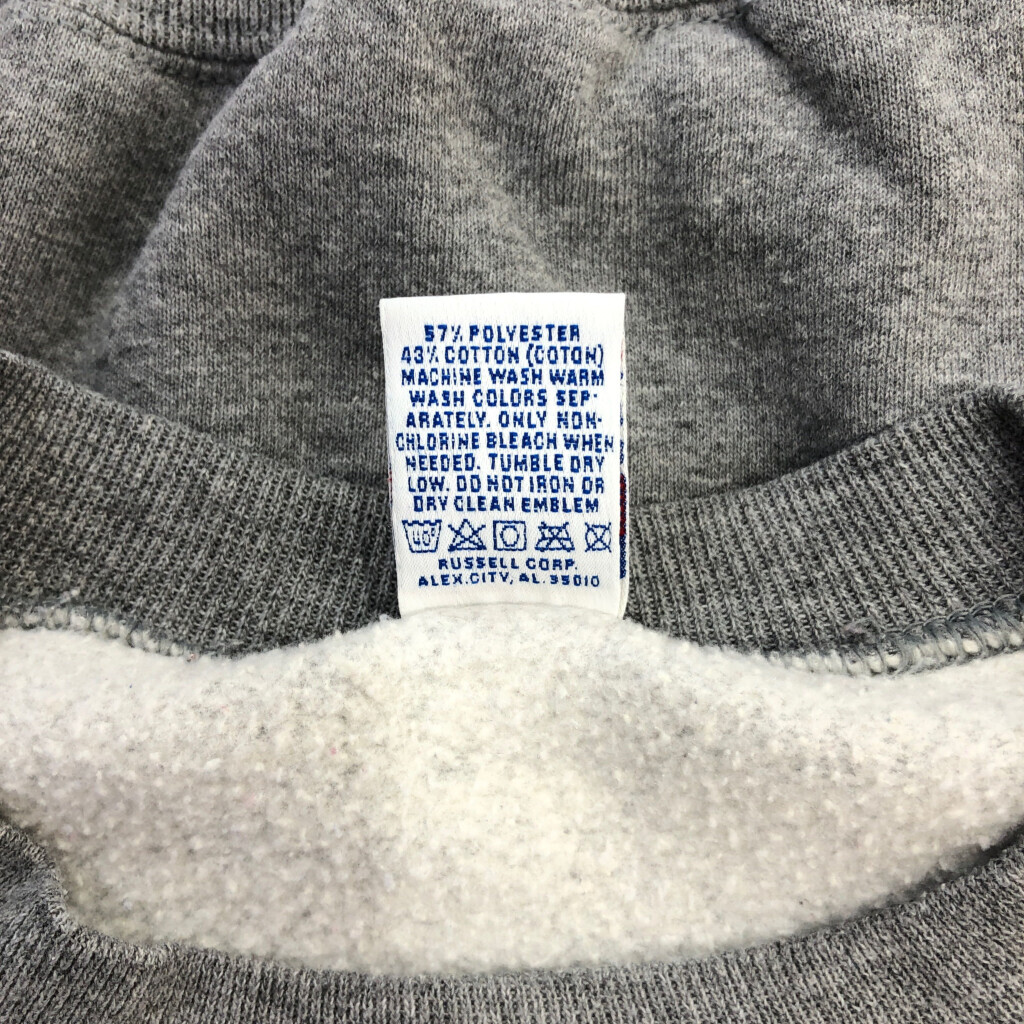 57% POLYESTER
43% COTTON (COTON)
MACHINE WASH WARM
WASH COLORS SEP-
ARATELY. ONLY NON-
CHLORINE BLEACH WHEN
NEEDED. TUMBLE DRY
LOW. DO NOT IRON OR
DRY CLEAN EMBLEM
40°
RUSSELL CORP.
ALEX.CITY, AL. 35010